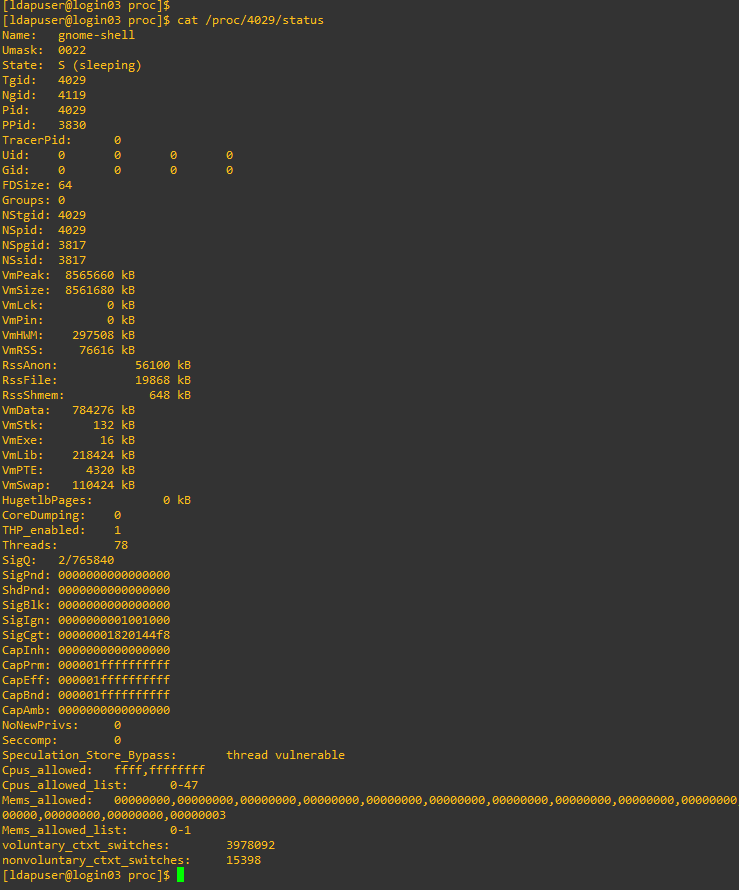 [ldapuser@login03 proc]$
[ldapuser@login03 proc]$ cat /proc/4029/status
Name:   gnome-shell
Umask:  0022
State:  S (sleeping)
Tgid:   4029
Ngid:   4119
Pid:    4029
PPid:   3830
TracerPid:      0
Uid:    0       0       0       0
Gid:    0       0       0       0
FDSize: 64
Groups: 0
NStgid: 4029
NSpid:  4029
NSpgid: 3817
NSsid:  3817
VmPeak:  8565660 kB
VmSize:  8561680 kB
VmLck:         0 kB
VmPin:         0 kB
VmHWM:    297508 kB
VmRSS:     76616 kB
RssAnon:           56100 kB
RssFile:           19868 kB
RssShmem:            648 kB
VmData:   784276 kB
VmStk:       132 kB
VmExe:        16 kB
VmLib:    218424 kB
VmPTE:      4320 kB
VmSwap:   110424 kB
HugetlbPages:          0 kB
CoreDumping:    0
THP_enabled:    1
Threads:        78
SigQ:   2/765840
SigPnd: 0000000000000000
ShdPnd: 0000000000000000
SigBlk: 0000000000000000
SigIgn: 0000000001001000
SigCgt: 00000001820144f8
CapInh: 0000000000000000
CapPrm: 000001ffffffffff
CapEff: 000001ffffffffff
CapBnd: 000001ffffffffff
CapAmb: 0000000000000000
NoNewPrivs:     0
Seccomp:        0
Speculation_Store_Bypass:       thread vulnerable
Cpus_allowed:   ffff,ffffffff
Cpus_allowed_list:      0-47
Mems_allowed:   00000000,00000000,00000000,00000000,00000000,00000000,00000000,00000000,00000000,00000000
00000,00000000,00000000,00000003
Mems_allowed_list:      0-1
voluntary_ctxt_switches:        3978092
nonvoluntary_ctxt_switches:     15398
[ldapuser@login03 proc]$